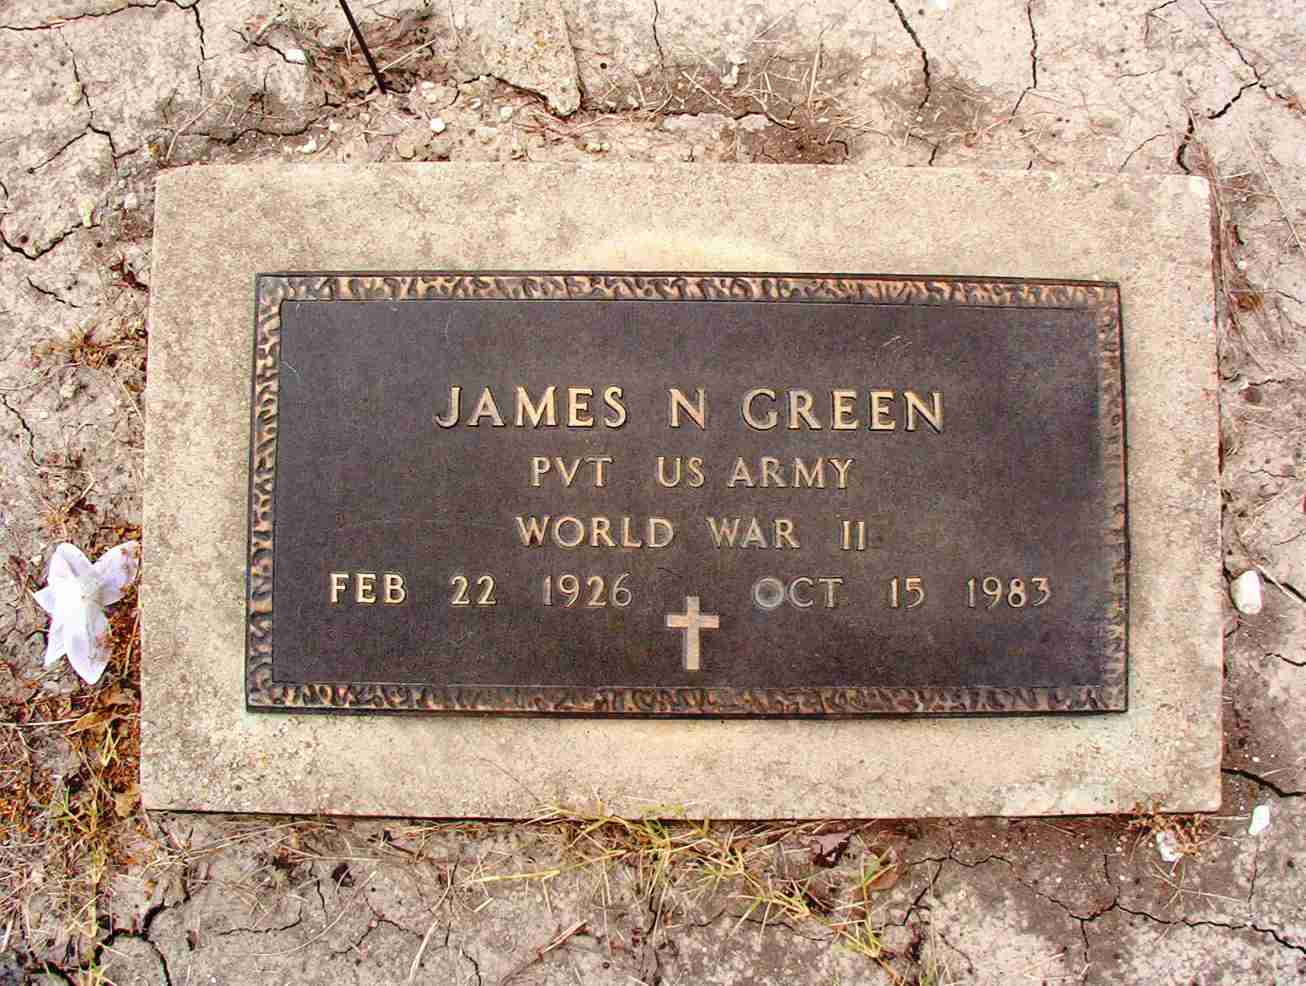 JAMES N GREEN
PVT US ARMY
WORLD WAR II
FEB 22 1926 OCT 15 1983